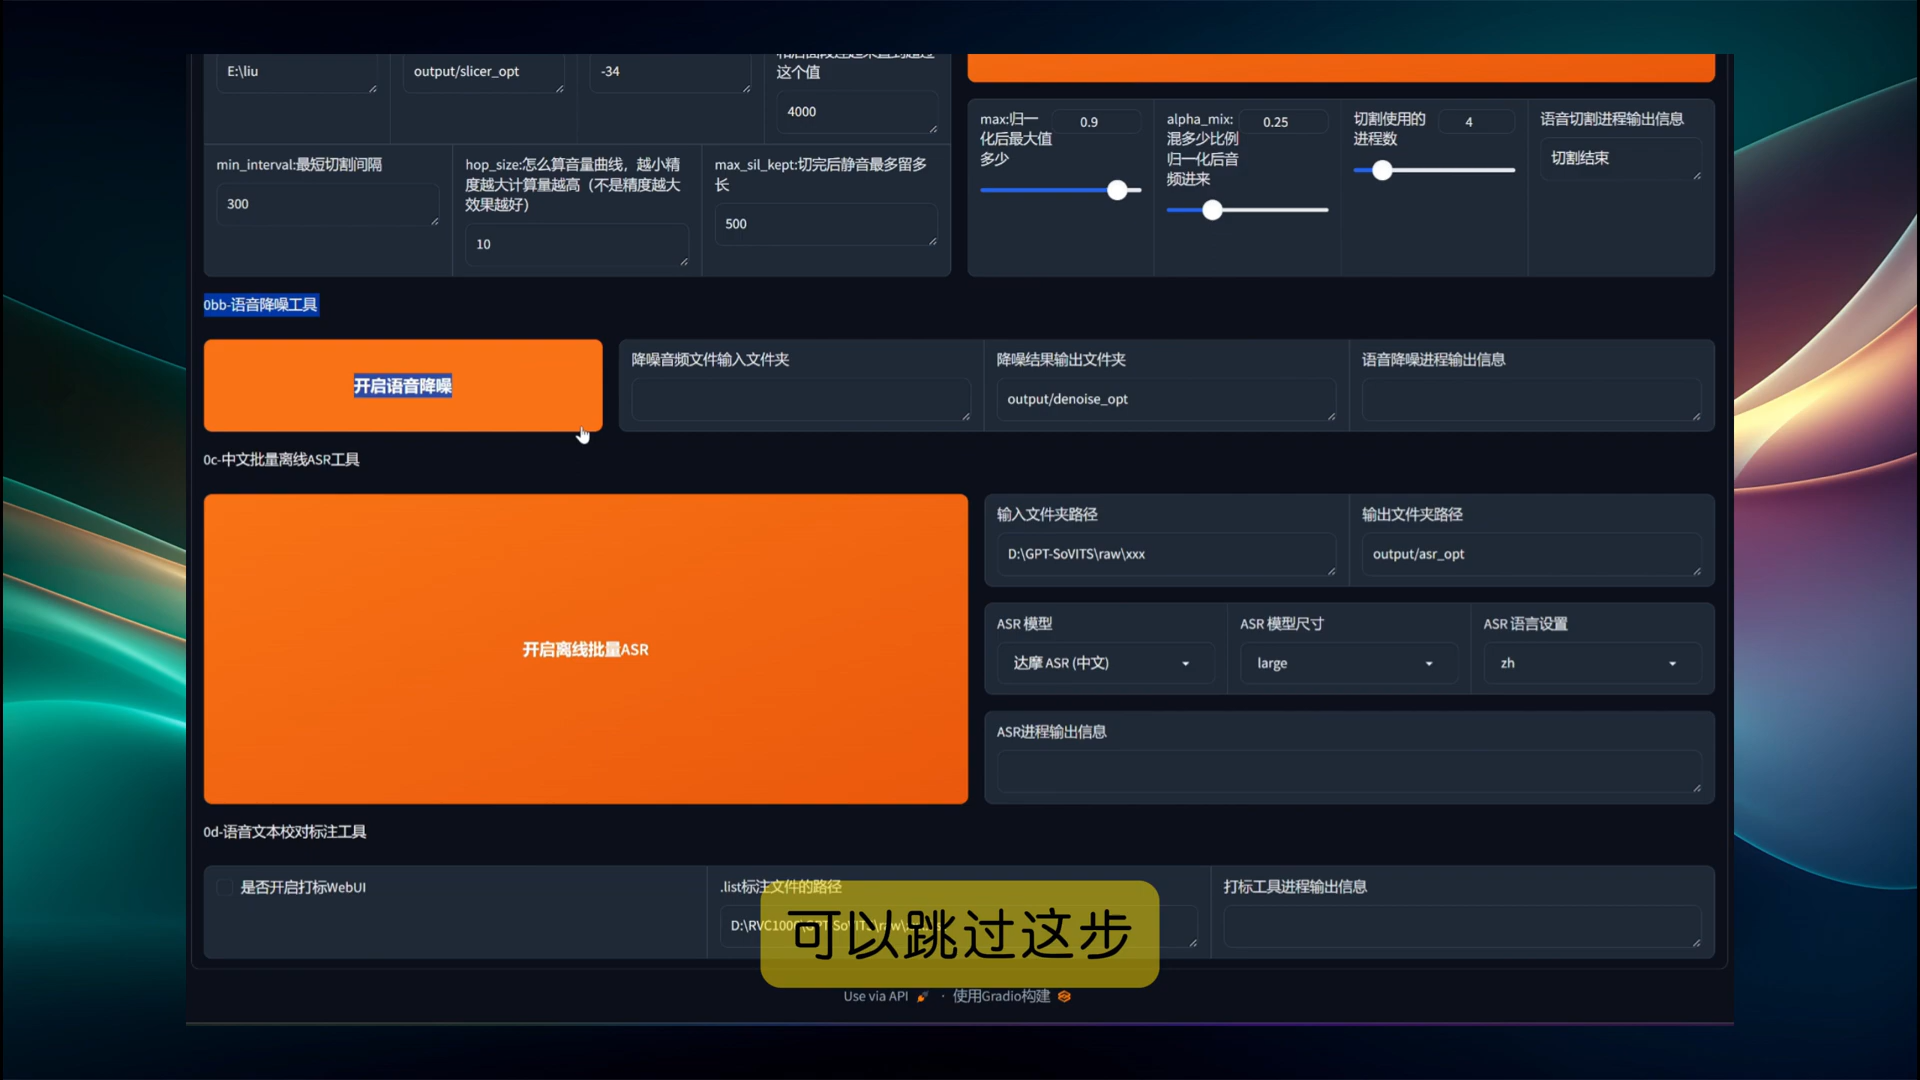 E:\liu
output/slicer_opt
-34
这个值
4000
min_interval:最短切割间隔
300
hop_size:怎么算音量曲线，越小精
度越大计算量越高（不是精度越大
效果越好）
10
max_sil_kept:切完后静音最多留多
长
500
max:归一
化后最大值
多少
0.9
alpha_mix:
混多少比例
归一化后音
频进来
0.25
切割使用的
进程数
4
语音切割进程输出信息
切割结束
0bb-语音降噪工具
开启语音降噪
降噪音频文件输入文件夹
降噪结果输出文件夹
output/denoise_opt
语音降噪进程输出信息
0c-中文批量离线ASR工具
开启离线批量ASR
输入文件夹路径
D:\GPT-SoVITS\raw\xxx
输出文件夹路径
output/asr_opt
ASR 模型
达摩 ASR (中文)
ASR 模型尺寸
large
ASR 语言设置
zh
ASR进程输出信息
0d-语音文本校对标注工具
是否开启打标WebUI
.list标注文件的路径
打标工具进程输出信息
可以跳过这步
Use via API · 使用Gradio构建